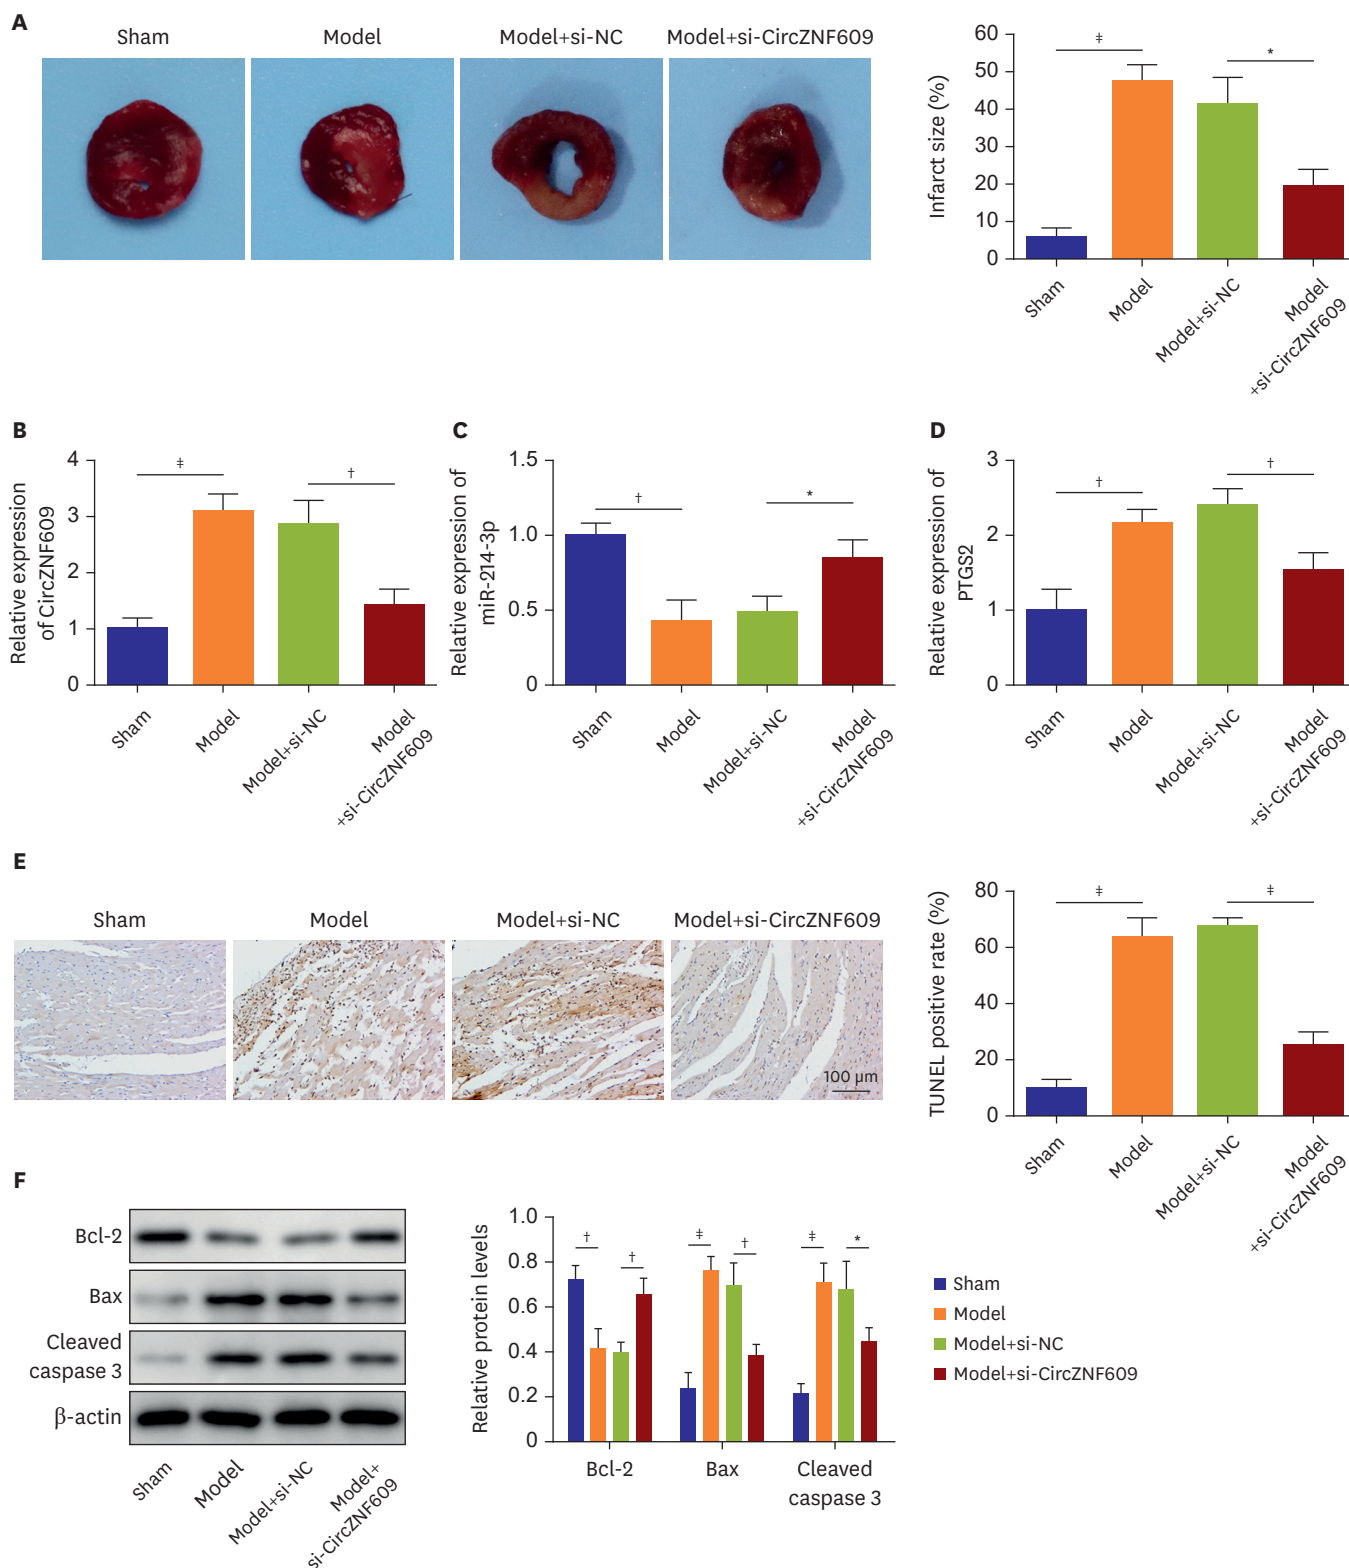 A
Sham
Model
Model+si-NC
Model+si-CircZNF609
Infarct size (%)
60
50
40
30
20
10
0
‡
*
Sham
Model
Model+si-NC
Model
+si-CircZNF609
B
Relative expression
of CircZNF609
4
3
2
1
0
‡
†
Sham
Model
Model+si-NC
Model
+si-CircZNF609
C
Relative expression of
miR-214-3p
1.5
1.0
0.5
0
†
*
Sham
Model
Model+si-NC
Model
+si-CircZNF609
D
Relative expression of
PTGS2
3
2
1
0
†
†
Sham
Model
Model+si-NC
Model
+si-CircZNF609
E
Sham
Model
Model+si-NC
Model+si-CircZNF609
100 µm
TUNEL positive rate (%)
80
60
40
20
0
‡
‡
Sham
Model
Model+si-NC
Model
+si-CircZNF609
F
Bcl-2
Bax
Cleaved
caspase 3
β-actin
Sham
Model
Model+si-NC
Model+
si-CircZNF609
Relative protein levels
1.0
0.8
0.6
0.4
0.2
0
†
†
‡
†
‡
*
Bcl-2
Bax
Cleaved
caspase 3
Sham
Model
Model+si-NC
Model+si-CircZNF609